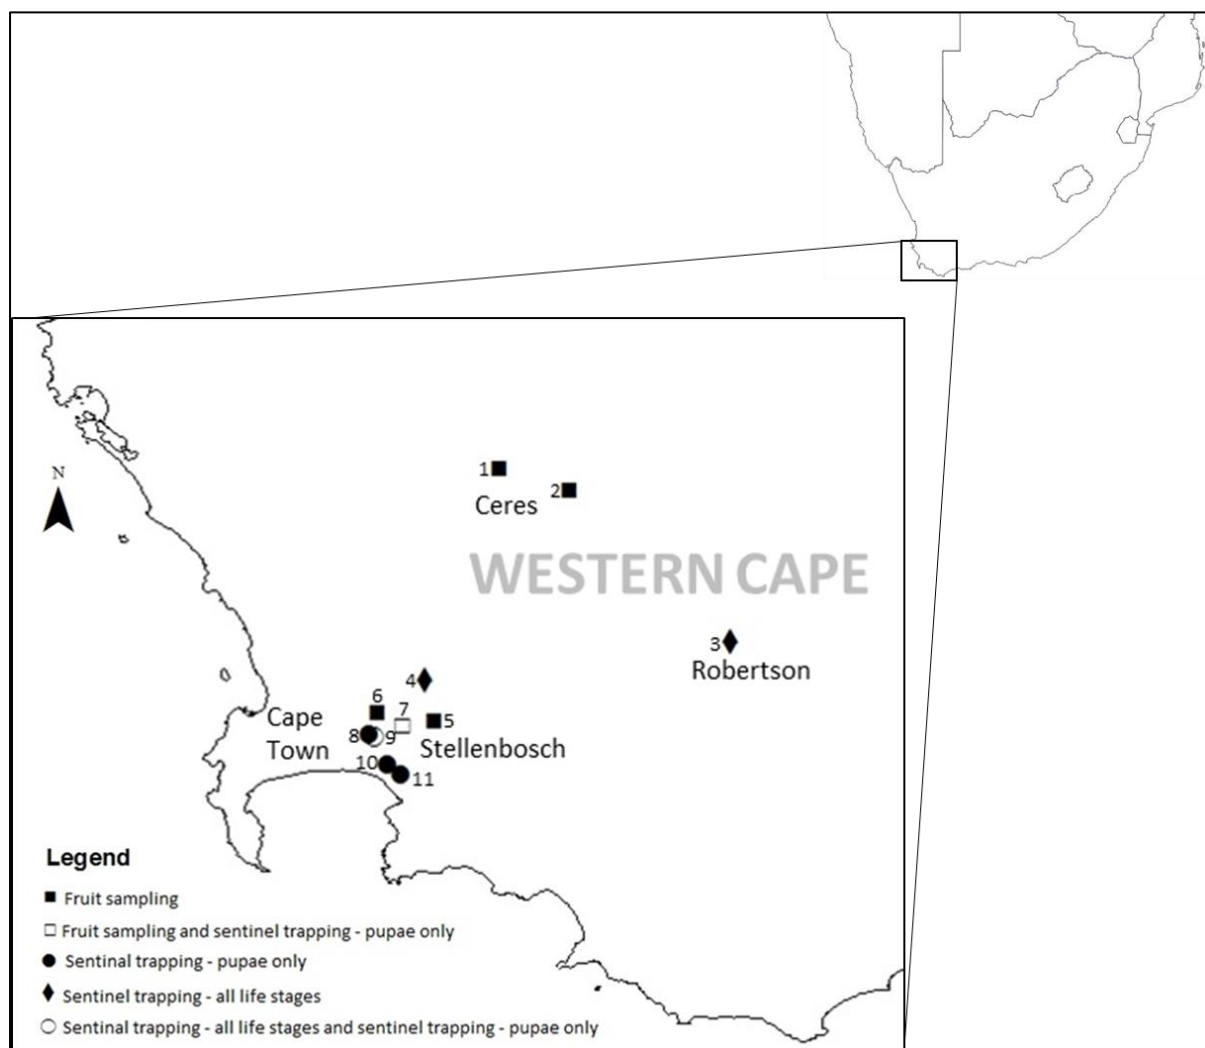 1
Ceres
2
N
WESTERN CAPE
3
Robertson
4
6
7
5
Cape
Town
8
9
Stellenbosch
10
11
Legend
Fruit sampling
Fruit sampling and sentinel trapping - pupae only
Sentinal trapping - pupae only
Sentinel trapping - all life stages
Sentinal trapping - all life stages and sentinel trapping - pupae only